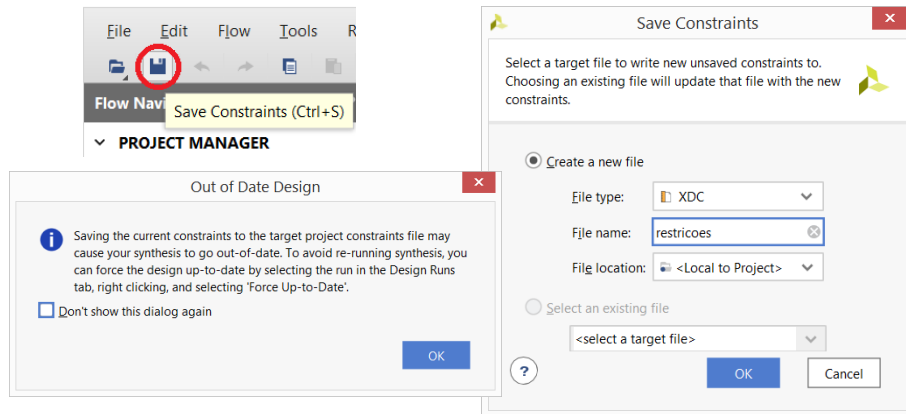 File Edit Flow Tools R
Flow Navi
Save Constraints (Ctrl+S)
PROJECT MANAGER
Out of Date Design
Saving the current constraints to the target project constraints file may
cause your synthesis to go out-of-date. To avoid re-running synthesis, you
can force the design up-to-date by selecting the run in the Design Runs
tab, right clicking, and selecting 'Force Up-to-Date'.
Don't show this dialog again
OK
Save Constraints
Select a target file to write new unsaved constraints to.
Choosing an existing file will update that file with the new
constraints.
Create a new file
File type: XDC
File name: restricoes
File location: <Local to Project>
Select an existing file
<select a target file>
? OK Cancel